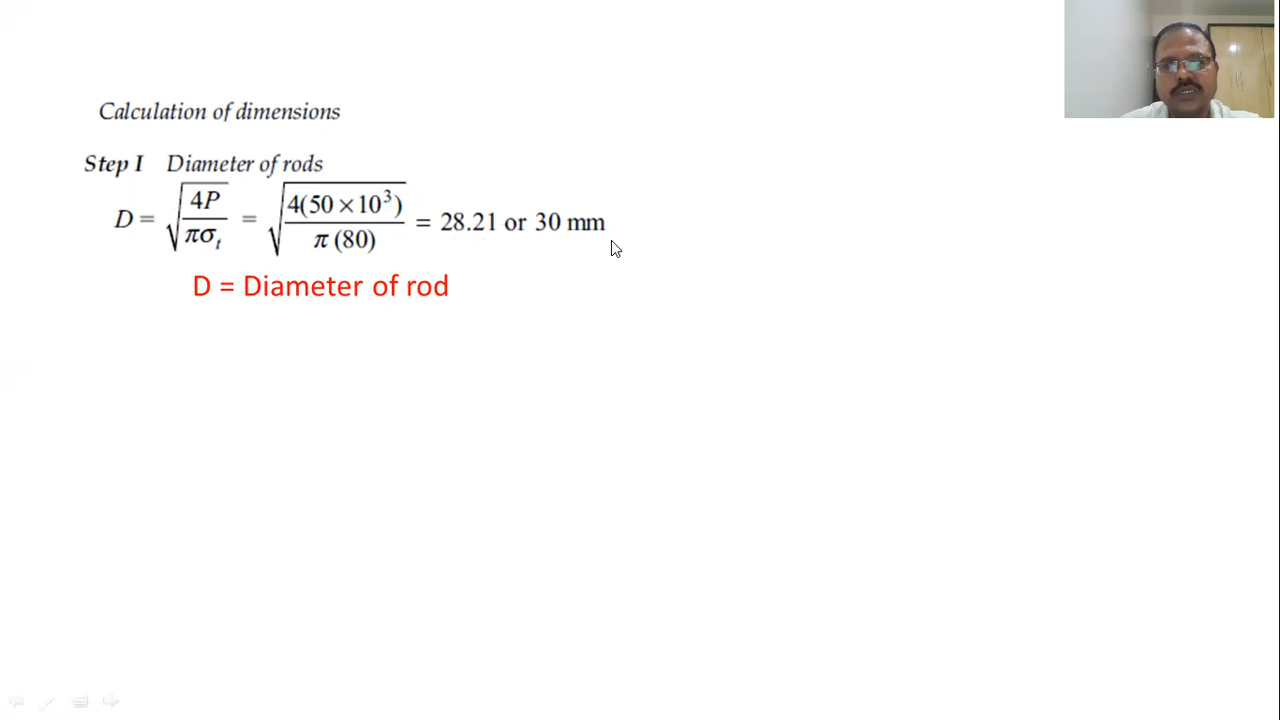 Calculation of dimensions
Step I Diameter of rods
D = √(4P / πσt) = √(4(50 × 10³) / π (80)) = 28.21 or 30 mm
D = Diameter of rod